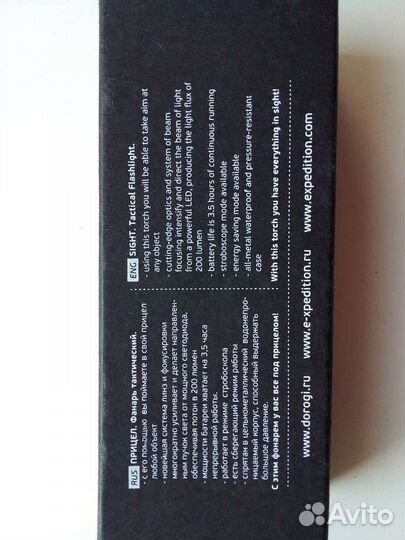 RUS ПРИЦЕЛ. Фанарь тактический.
- с его помощью вы поймаете в свой прицел
любой объект
- новейшая система линз и фокусировки
многократно усиливает и делает направлен-
ным пучок света от мощного светодиода,
обеспечивая поток в 200 люмен
- мощности батареи хватает на 3,5 часа
непрерывной работы.
- работает в режиме стробоскопа
- есть сберегающий режим работы
- спрятан в цельнометаллический водонепро-
ницаемый корпус, способный выдержать
большое давление.
С этим фонарем у вас все под прицелом!
ENG SIGHT. Tactical Flashlight.
- using this torch you will be able to take aim at
any object
- cutting-edge optics and system of beam
focusing intensify and direct the beam of light
from a powerful LED, producing the light flux of
200 lumen
- battery life is 3.5 hours of continuous running
- stroboscope mode available
- energy saving mode available
- all-metal waterproof and pressure-resistant
case
With this torch you have everything in sight!
www.dorogi.ru www.e-xpedition.ru www.expedition.com
Avito